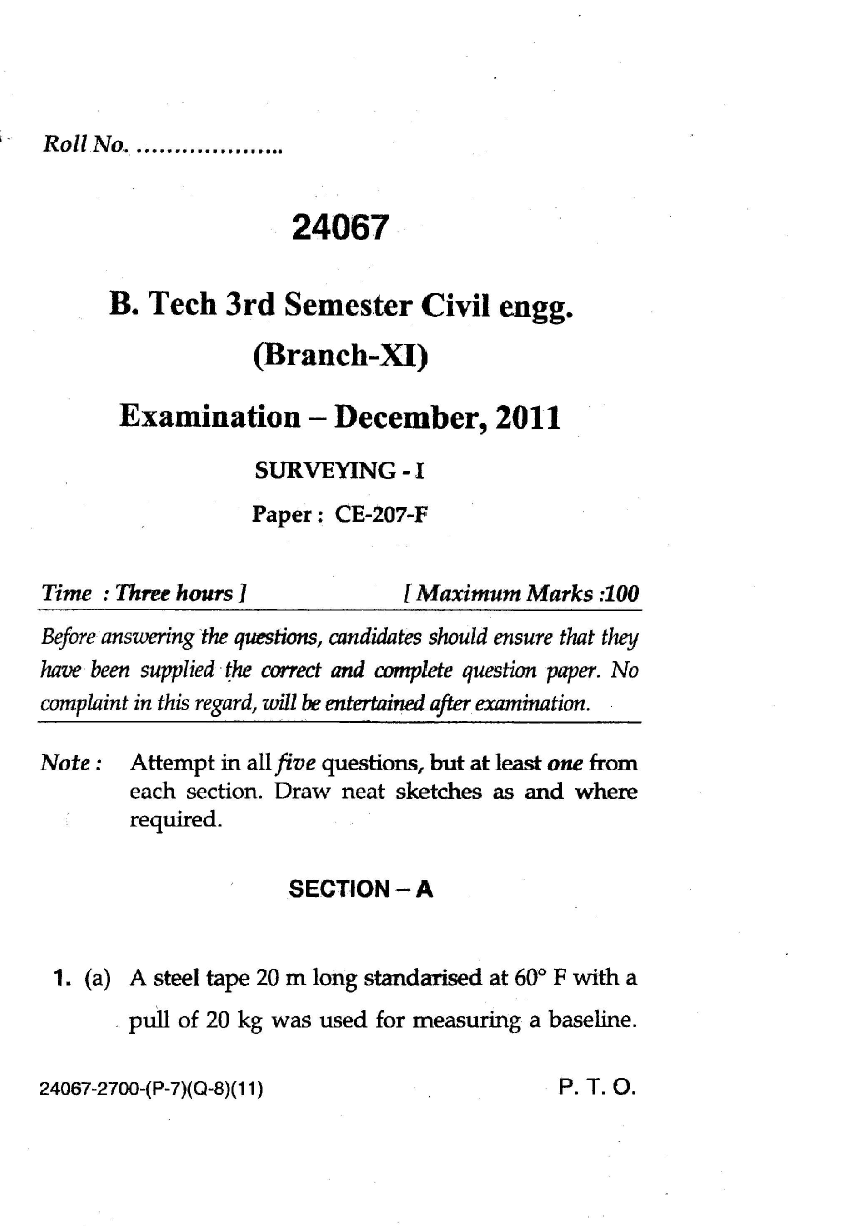 Roll No. .....................
24067
B. Tech 3rd Semester Civil engg.
(Branch-XI)
Examination – December, 2011
SURVEYING - I
Paper : CE-207-F
Time : Three hours ] [ Maximum Marks :100
Before answering the questions, candidates should ensure that they
have been supplied the correct and complete question paper. No
complaint in this regard, will be entertained after examination.
Note : Attempt in all five questions, but at least one from
each section. Draw neat sketches as and where
required.
SECTION – A
1. (a) A steel tape 20 m long standarised at 60° F with a
pull of 20 kg was used for measuring a baseline.
24067-2700-(P-7)(Q-8)(11) P. T. O.